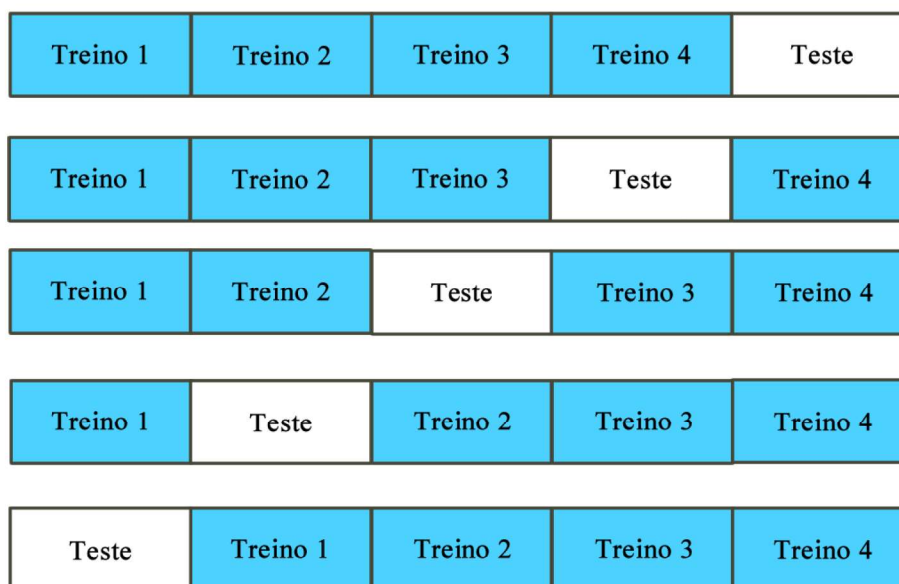 Treino 1 Treino 2 Treino 3 Treino 4 Teste
Treino 1 Treino 2 Treino 3 Teste Treino 4
Treino 1 Treino 2 Teste Treino 3 Treino 4
Treino 1 Teste Treino 2 Treino 3 Treino 4
Teste Treino 1 Treino 2 Treino 3 Treino 4